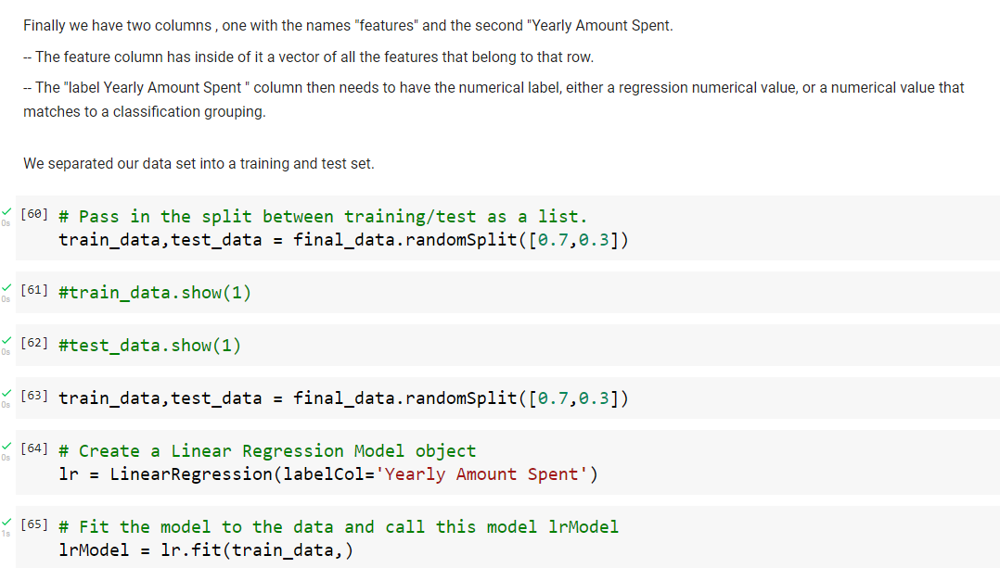 Finally we have two columns , one with the names "features" and the second "Yearly Amount Spent.
-- The feature column has inside of it a vector of all the features that belong to that row.
-- The "label Yearly Amount Spent " column then needs to have the numerical label, either a regression numerical value, or a numerical value that
matches to a classification grouping.
We separated our data set into a training and test set.
[60] # Pass in the split between training/test as a list.
0s train_data,test_data = final_data.randomSplit([0.7,0.3])
[61] #train_data.show(1)
0s
[62] #test_data.show(1)
0s
[63] train_data,test_data = final_data.randomSplit([0.7,0.3])
0s
[64] # Create a Linear Regression Model object
0s lr = LinearRegression(labelCol='Yearly Amount Spent')
[65] # Fit the model to the data and call this model lrModel
1s lrModel = lr.fit(train_data,)